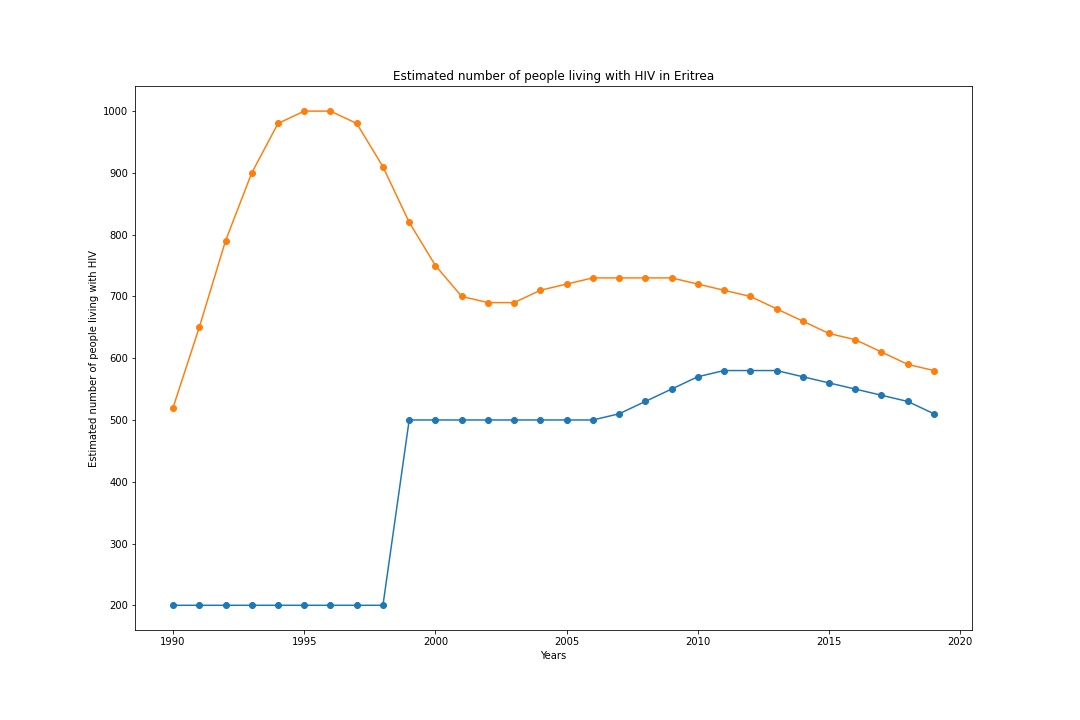 Estimated number of people living with HIV in Eritrea
Estimated number of people living with HIV
1000
900
800
700
600
500
400
300
200
1990 1995 2000 2005 2010 2015 2020
Years